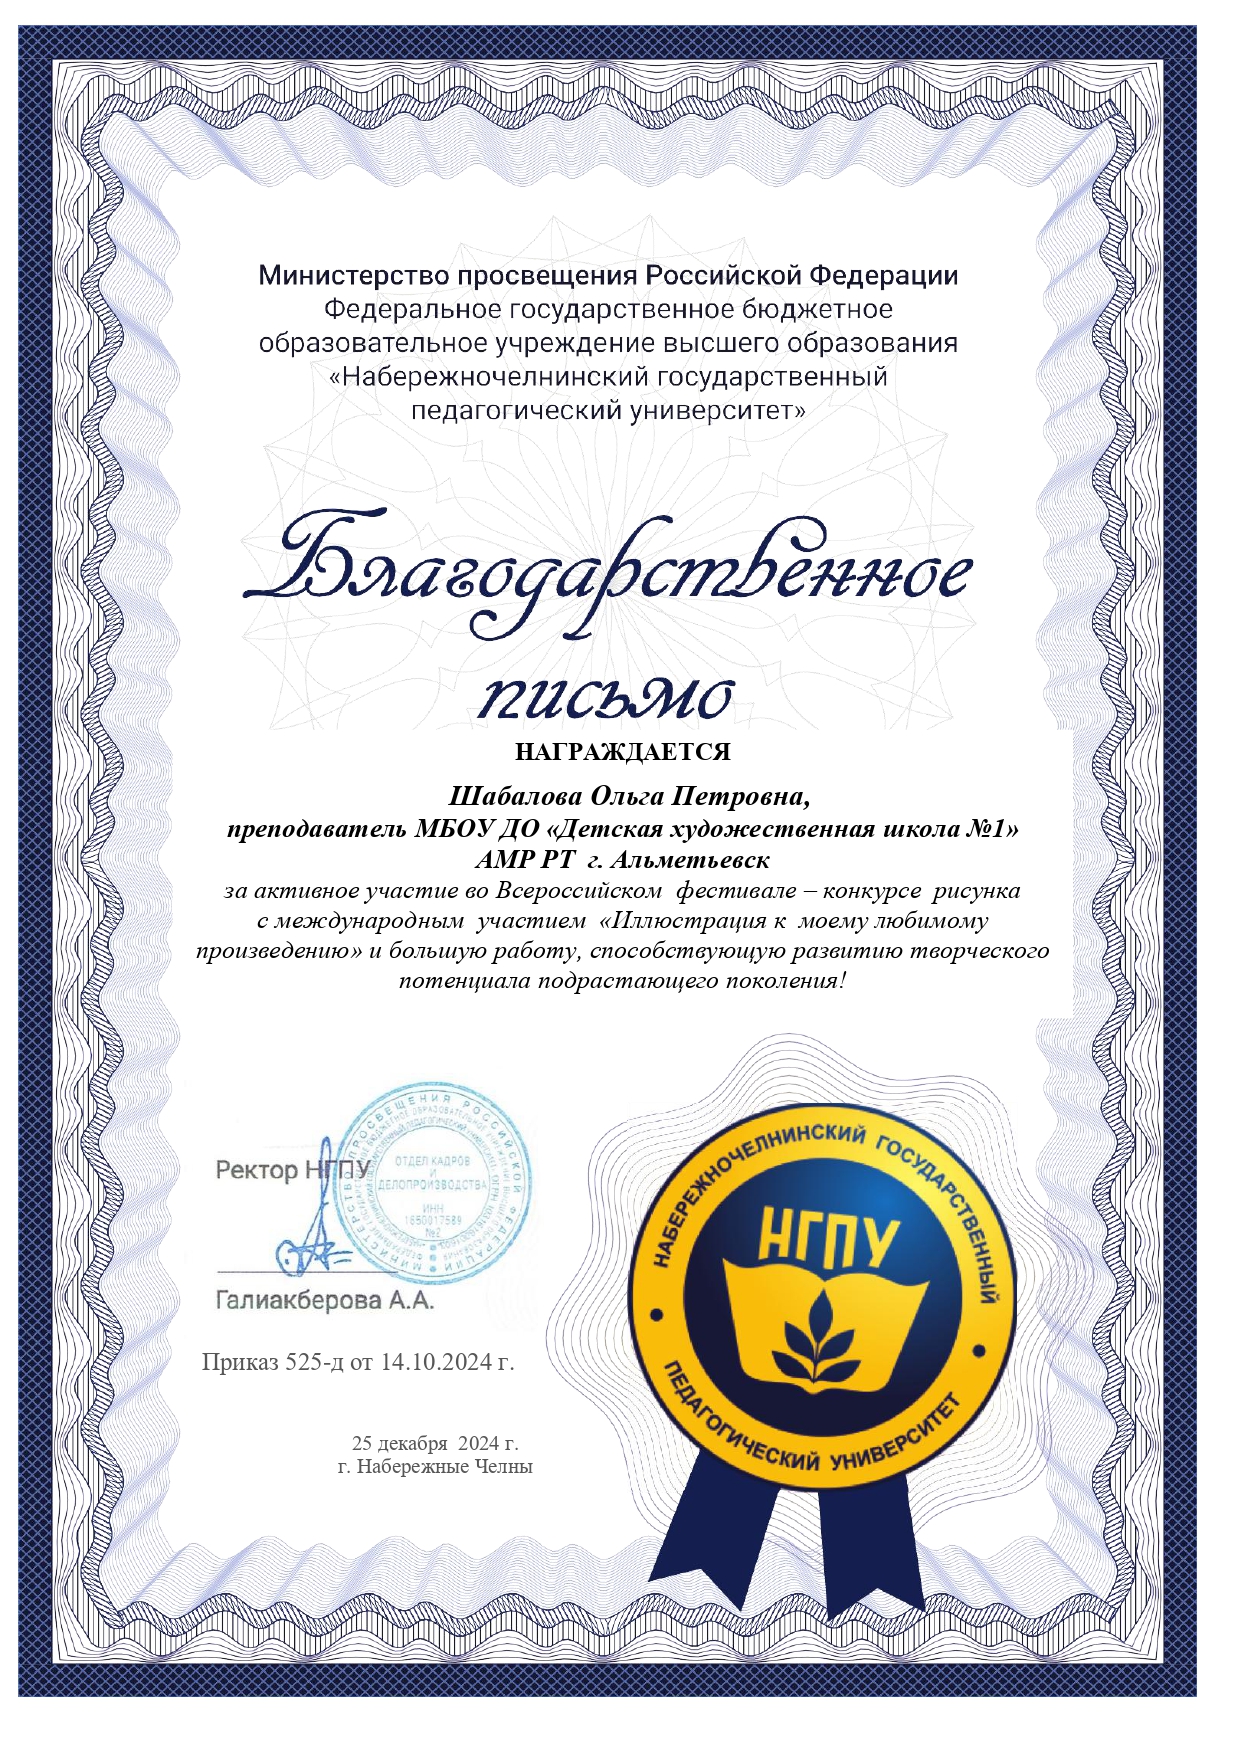 Министерство просвещения Российской Федерации
Федеральное государственное бюджетное
образовательное учреждение высшего образования
«Набережночелнинский государственный
педагогический университет»
Благодарственное
письмо
НАГРАЖДАЕТСЯ
Шабалова Ольга Петровна,
преподаватель МБОУ ДО «Детская художественная школа №1»
АМР РТ г. Альметьевск
за активное участие во Всероссийском фестивале – конкурсе рисунка
с международным участием «Иллюстрация к моему любимому
произведению» и большую работу, способствующую развитию творческого
потенциала подрастающего поколения!
Ректор НГПУ
ОТДЕЛ КАДРОВ
И
ДЕЛОПРОИЗВОДСТВА
ИНН
1650017589
№2
МИНИСТЕРСТВО ПРОСВЕЩЕНИЯ РОССИЙСКОЙ ФЕДЕРАЦИИ
Галиакберова А.А.
Приказ 525-д от 14.10.2024 г.
25 декабря 2024 г.
г. Набережные Челны
НАБЕРЕЖНОЧЕЛНИНСКИЙ ГОСУДАРСТВЕННЫЙ
НГПУ
ПЕДАГОГИЧЕСКИЙ УНИВЕРСИТЕТ